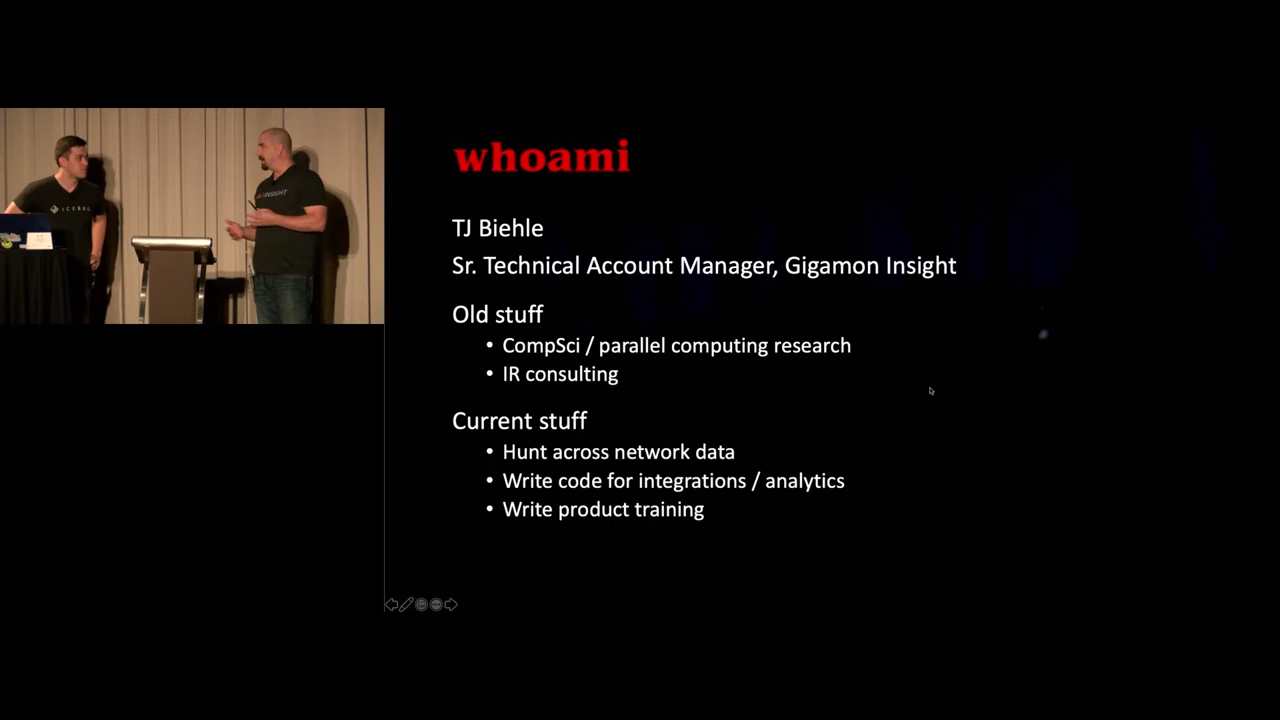 whoami
TJ Biehle
Sr. Technical Account Manager, Gigamon Insight
Old stuff
• CompSci / parallel computing research
• IR consulting
Current stuff
• Hunt across network data
• Write code for integrations / analytics
• Write product training
INSIGHT